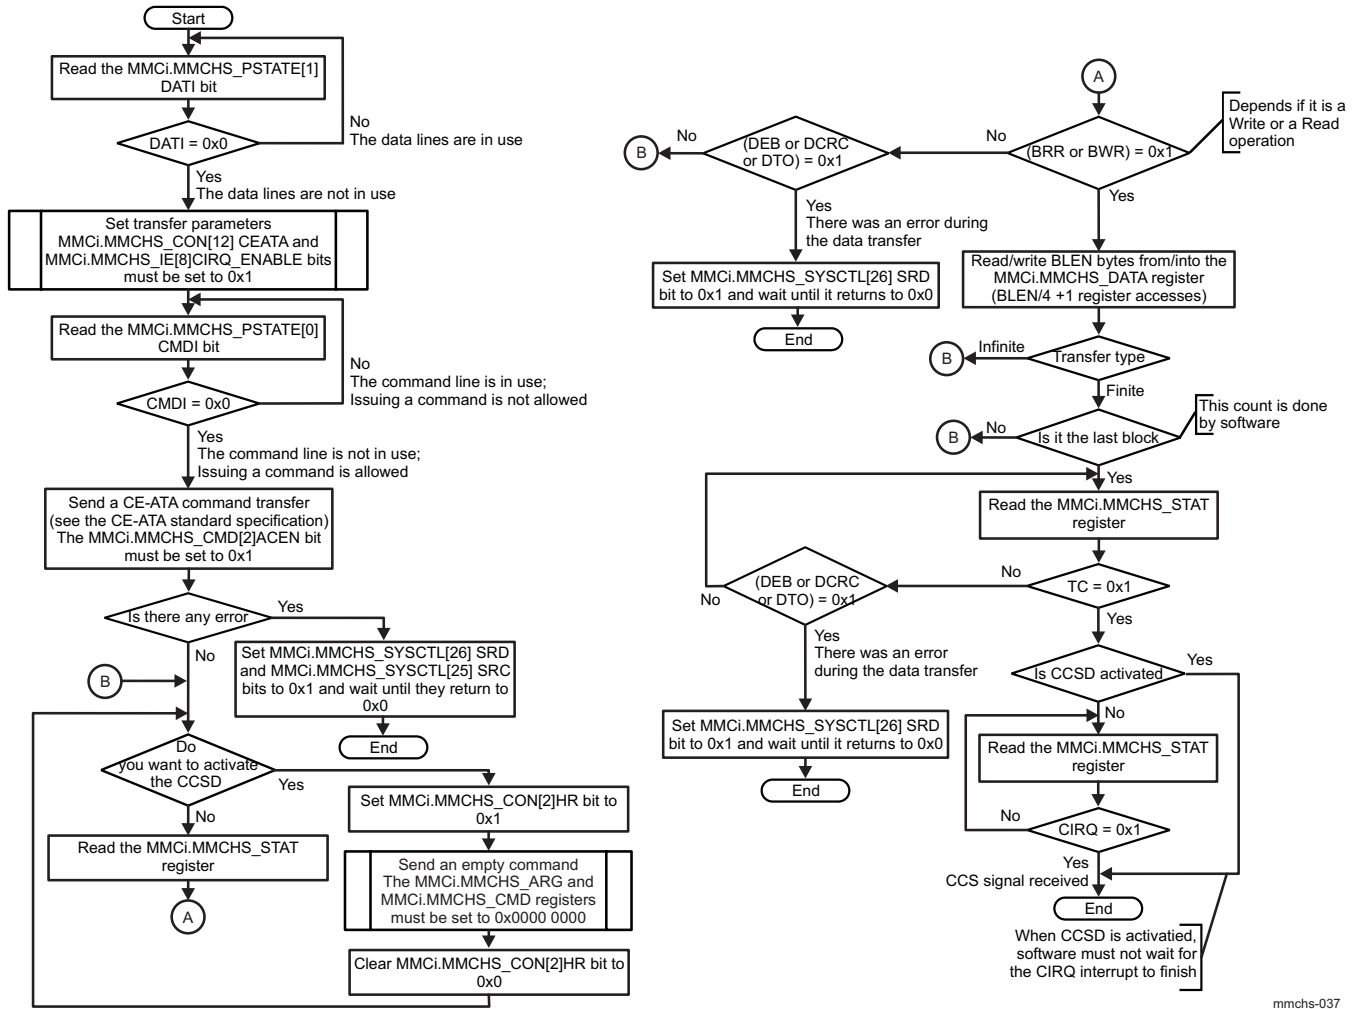 Start
Read the MMCi.MMCHS_PSTATE[1]
DATI bit
No
The data lines are in use
DATI = 0x0
Yes
The data lines are not in use
Set transfer parameters
MMCi.MMCHS_CON[12] CEATA and
MMCi.MMCHS_IE[8]CIRQ_ENABLE bits
must be set to 0x1
Read the MMCi.MMCHS_PSTATE[0]
CMDI bit
No
The command line is in use;
Issuing a command is not allowed
CMDI = 0x0
Yes
The command line is not in use;
Issuing a command is allowed
Send a CE-ATA command transfer
(see the CE-ATA standard specification)
The MMCi.MMCHS_CMD[2]ACEN bit
must be set to 0x1
Is there any error
Yes
No
Set MMCi.MMCHS_SYSCTL[26] SRD
and MMCi.MMCHS_SYSCTL[25] SRC
bits to 0x1 and wait until they return to
0x0
End
B
Do
you want to activate
the CCSD
Yes
No
Set MMCi.MMCHS_CON[2]HR bit to
0x1
Read the MMCi.MMCHS_STAT
register
A
Send an empty command
The MMCi.MMCHS_ARG and
MMCi.MMCHS_CMD registers
must be set to 0x0000 0000
Clear MMCi.MMCHS_CON[2]HR bit to
0x0
A
Depends if it is a
Write or a Read
operation
(BRR or BWR) = 0x1
No
Yes
(DEB or DCRC
or DTO) = 0x1
No
B
Yes
There was an error during
the data transfer
Set MMCi.MMCHS_SYSCTL[26] SRD
bit to 0x1 and wait until it returns to 0x0
End
Read/write BLEN bytes from/into the
MMCi.MMCHS_DATA register
(BLEN/4 +1 register accesses)
Transfer type
Infinite
B
Finite
This count is done
by software
Is it the last block
No
B
Yes
Read the MMCi.MMCHS_STAT
register
TC = 0x1
No
Yes
(DEB or DCRC
or DTO) = 0x1
No
Yes
There was an error
during the data transfer
Set MMCi.MMCHS_SYSCTL[26] SRD
bit to 0x1 and wait until it returns to 0x0
End
Is CCSD activated
Yes
No
Read the MMCi.MMCHS_STAT
register
CIRQ = 0x1
No
Yes
CCS signal received
End
When CCSD is activatied,
software must not wait for
the CIRQ interrupt to finish
mmchs-037